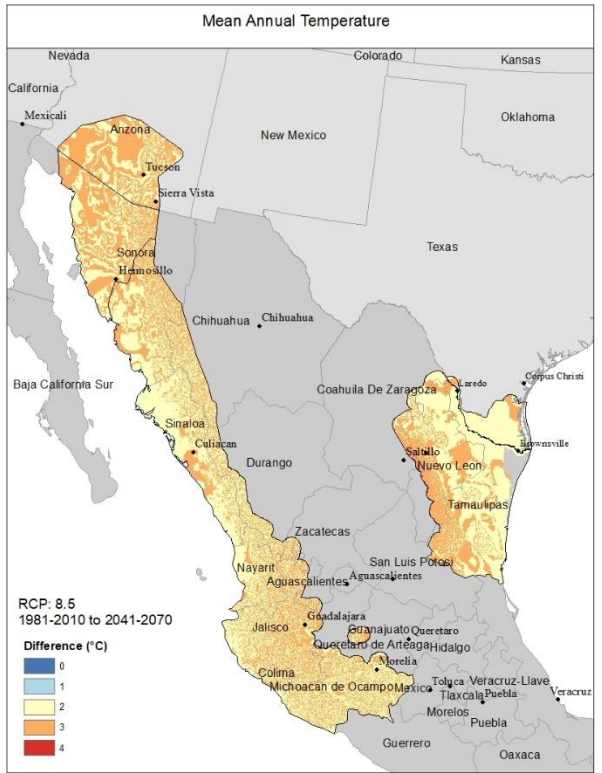 Mean Annual Temperature
Nevada
Colorado
Kansas
California
Mexicali
Arizona
Oklahoma
New Mexico
Tucson
Sierra Vista
Texas
Sonora
Hermosillo
Chihuahua
Chihuahua
Baja California Sur
Coahuila De Zaragoza
Laredo
Corpus Christi
Sinaloa
Culiacan
Durango
Saltillo
Nuevo Leon
Brownsville
Tamaulipas
Zacatecas
San Luis Potosi
Nayarit
Aguascalientes
Aguascalientes
RCP: 8.5
1981-2010 to 2041-2070
Jalisco
Guadalajara
Guanajuato
Queretaro
Queretaro de Arteaga
Hidalgo
Difference (°C)
0
1
2
3
4
Colima
Morelia
Michoacan de Ocampo
Mexico
Toluca
Veracruz-Llave
Tlaxcala
Puebla
Veracruz
Morelos
Puebla
Guerrero
Oaxaca